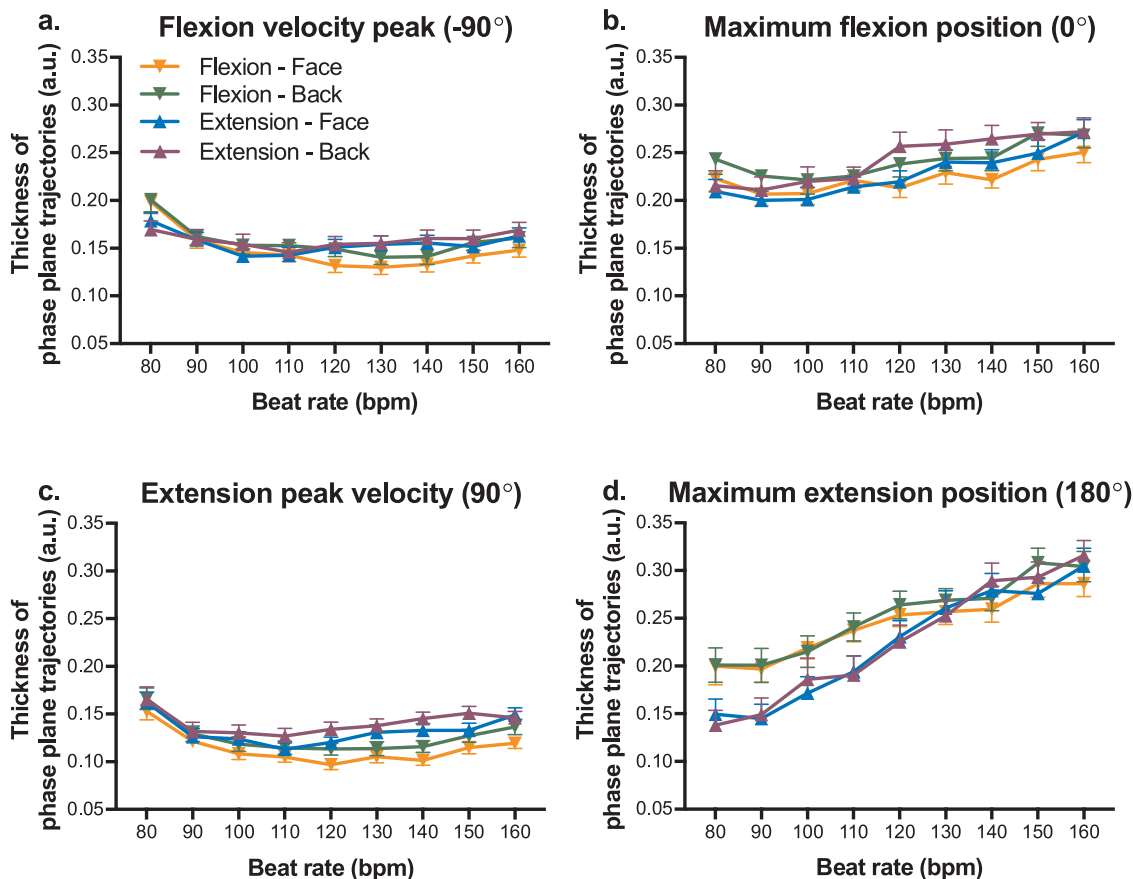 a. Flexion velocity peak (-90°)
Thickness of
phase plane trajectories (a.u.)
0.35
0.30
0.25
0.20
0.15
0.10
0.05
Flexion - Face
Flexion - Back
Extension - Face
Extension - Back
80 90 100 110 120 130 140 150 160
Beat rate (bpm)
b. Maximum flexion position (0°)
Thickness of
phase plane trajectories (a.u.)
0.35
0.30
0.25
0.20
0.15
0.10
0.05
80 90 100 110 120 130 140 150 160
Beat rate (bpm)
c. Extension peak velocity (90°)
Thickness of
phase plane trajectories (a.u.)
0.35
0.30
0.25
0.20
0.15
0.10
0.05
80 90 100 110 120 130 140 150 160
Beat rate (bpm)
d. Maximum extension position (180°)
Thickness of
phase plane trajectories (a.u.)
0.35
0.30
0.25
0.20
0.15
0.10
0.05
80 90 100 110 120 130 140 150 160
Beat rate (bpm)